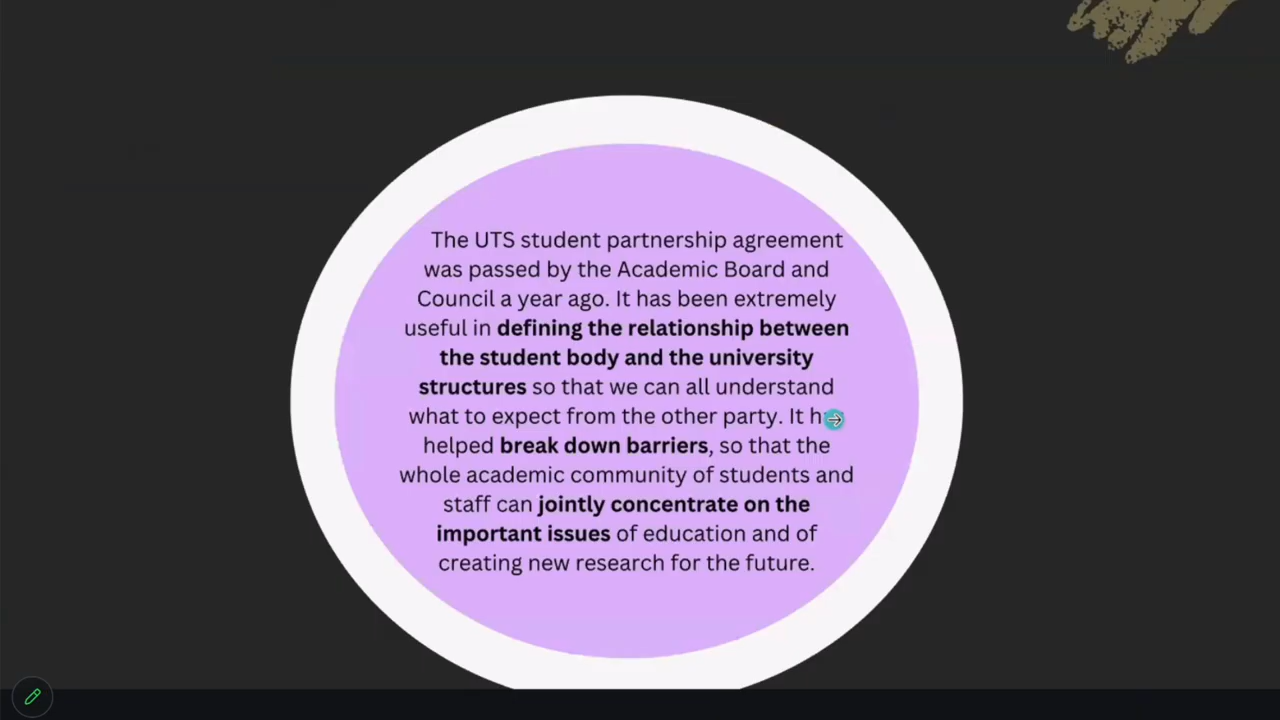 The UTS student partnership agreement
was passed by the Academic Board and
Council a year ago. It has been extremely
useful in defining the relationship between
the student body and the university
structures so that we can all understand
what to expect from the other party. It
helped break down barriers, so that the
whole academic community of students and
staff can jointly concentrate on the
important issues of education and of
creating new research for the future.